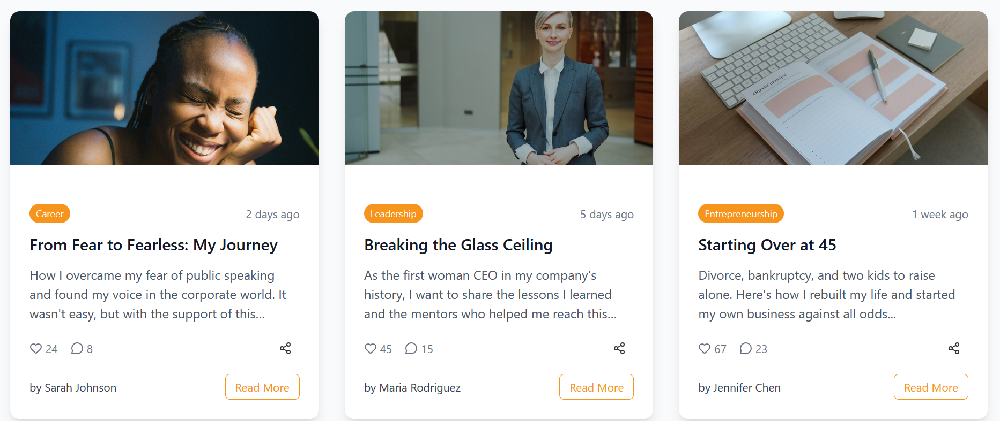 Objectif principal
Career
2 days ago
From Fear to Fearless: My Journey
How I overcame my fear of public speaking
and found my voice in the corporate world. It
wasn't easy, but with the support of this...
24
8
by Sarah Johnson
Read More
Leadership
5 days ago
Breaking the Glass Ceiling
As the first woman CEO in my company's
history, I want to share the lessons I learned
and the mentors who helped me reach this...
45
15
by Maria Rodriguez
Read More
Entrepreneurship
1 week ago
Starting Over at 45
Divorce, bankruptcy, and two kids to raise
alone. Here's how I rebuilt my life and started
my own business against all odds...
67
23
by Jennifer Chen
Read More